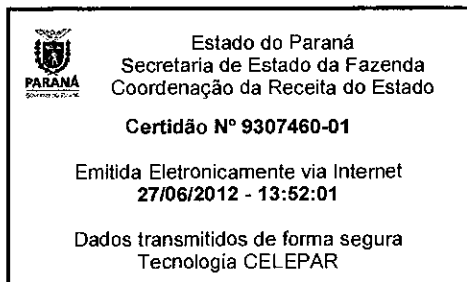 Estado do Paraná
Secretaria de Estado da Fazenda
PARANÁ
Coordenação da Receita do Estado
Certidão Nº 9307460-01
Emitida Eletronicamente via Internet
27/06/2012 - 13:52:01
Dados transmitidos de forma segura
Tecnologia CELEPAR